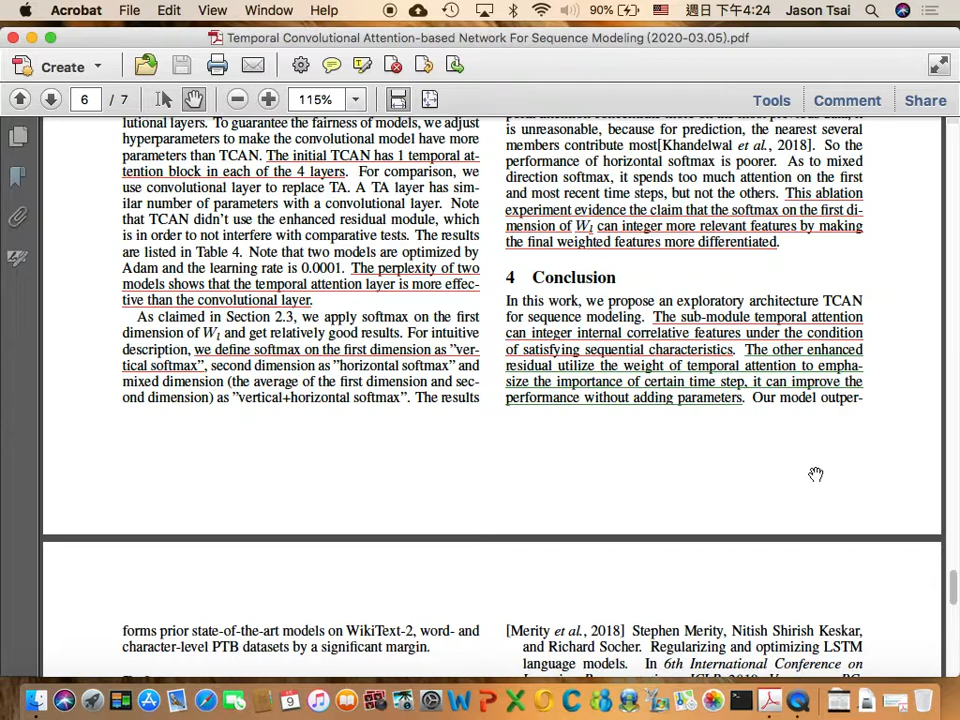 Acrobat File Edit View Window Help 90% 週日 下午4:24 Jason Tsai
Temporal Convolutional Attention-based Network For Sequence Modeling (2020-03.05).pdf
Create
6 / 7 115% Tools Comment Share
lutional layers. To guarantee the fairness of models, we adjust
hyperparameters to make the convolutional model have more
parameters than TCAN. The initial TCAN has 1 temporal at-
tention block in each of the 4 layers. For comparison, we
use convolutional layer to replace TA. A TA layer has sim-
ilar number of parameters with a convolutional layer. Note
that TCAN didn't use the enhanced residual module, which
is in order to not interfere with comparative tests. The results
are listed in Table 4. Note that two models are optimized by
Adam and the learning rate is 0.0001. The perplexity of two
models shows that the temporal attention layer is more effec-
tive than the convolutional layer.
As claimed in Section 2.3, we apply softmax on the first
dimension of Wl and get relatively good results. For intuitive
description, we define softmax on the first dimension as "ver-
tical softmax", second dimension as "horizontal softmax" and
mixed dimension (the average of the first dimension and sec-
ond dimension) as "vertical+horizontal softmax". The results
is unreasonable, because for prediction, the nearest several
members contribute most[Khandelwal et al., 2018]. So the
performance of horizontal softmax is poorer. As to mixed
direction softmax, it spends too much attention on the first
and most recent time steps, but not the others. This ablation
experiment evidence the claim that the softmax on the first di-
mension of Wl can integer more relevant features by making
the final weighted features more differentiated.
4 Conclusion
In this work, we propose an exploratory architecture TCAN
for sequence modeling. The sub-module temporal attention
can integer internal correlative features under the condition
of satisfying sequential characteristics. The other enhanced
residual utilize the weight of temporal attention to empha-
size the importance of certain time step, it can improve the
performance without adding parameters. Our model outper-
forms prior state-of-the-art models on WikiText-2, word- and
character-level PTB datasets by a significant margin.
[Merity et al., 2018] Stephen Merity, Nitish Shirish Keskar,
and Richard Socher. Regularizing and optimizing LSTM
language models. In 6th International Conference on